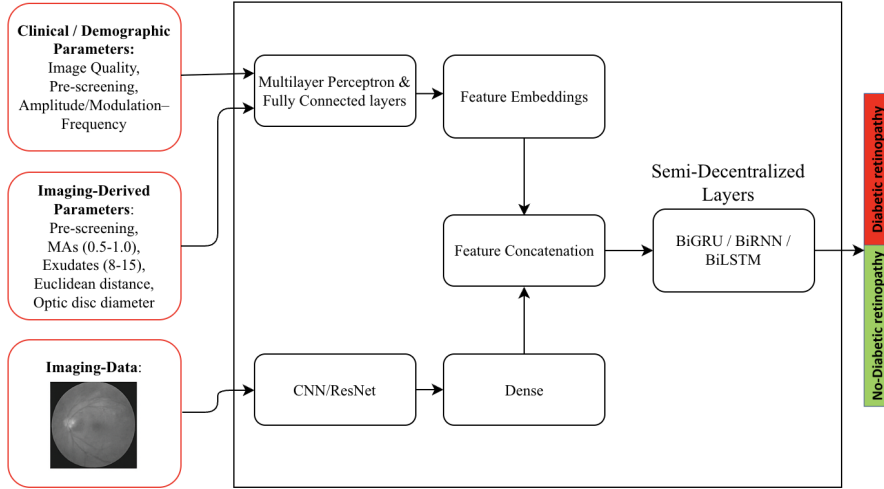 Clinical / Demographic
Parameters:
Image Quality,
Pre-screening,
Amplitude/Modulation–
Frequency
Imaging-Derived
Parameters:
Pre-screening,
MAs (0.5-1.0),
Exudates (8-15),
Euclidean distance,
Optic disc diameter
Imaging-Data:
Multilayer Perceptron &
Fully Connected layers
Feature Embeddings
Feature Concatenation
CNN/ResNet
Dense
Semi-Decentralized
Layers
BiGRU / BiRNN /
BiLSTM
Diabetic retinopathy
No-Diabetic retinopathy